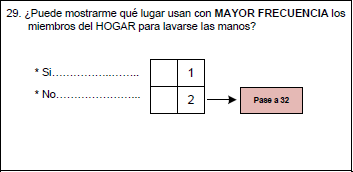 29. ¿Puede mostrarme qué lugar usan con MAYOR FRECUENCIA los
miembros del HOGAR para lavarse las manos?
* Si…………………..……. 1
* No………………….... 2 Pase a 32